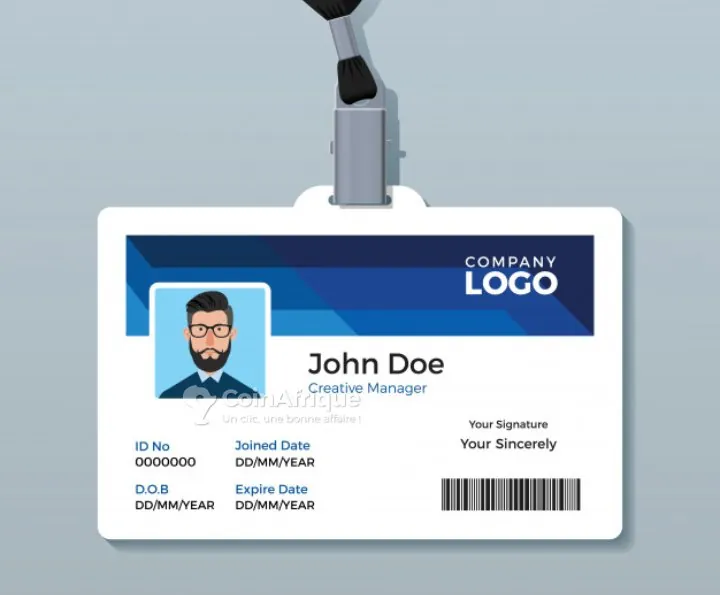 COMPANY
LOGO
John Doe
Creative Manager
CoinAfrique
Un clic, une bonne affaire !
ID No
0000000
Joined Date
DD/MM/YEAR
D.O.B
DD/MM/YEAR
Expire Date
DD/MM/YEAR
Your Signature
Your Sincerely